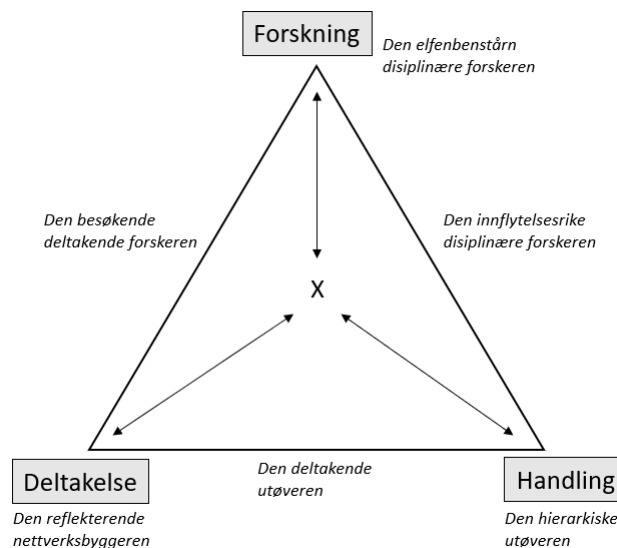 Forskning
Den elfenbenstårn
disiplinære forskeren
Den besøkende
deltakende forskeren
Den innflytelsesrike
disiplinære forskeren
X
Den deltakende
utøveren
Deltakelse
Handling
Den reflekterende
nettverksbyggeren
Den hierarkiske
utøveren